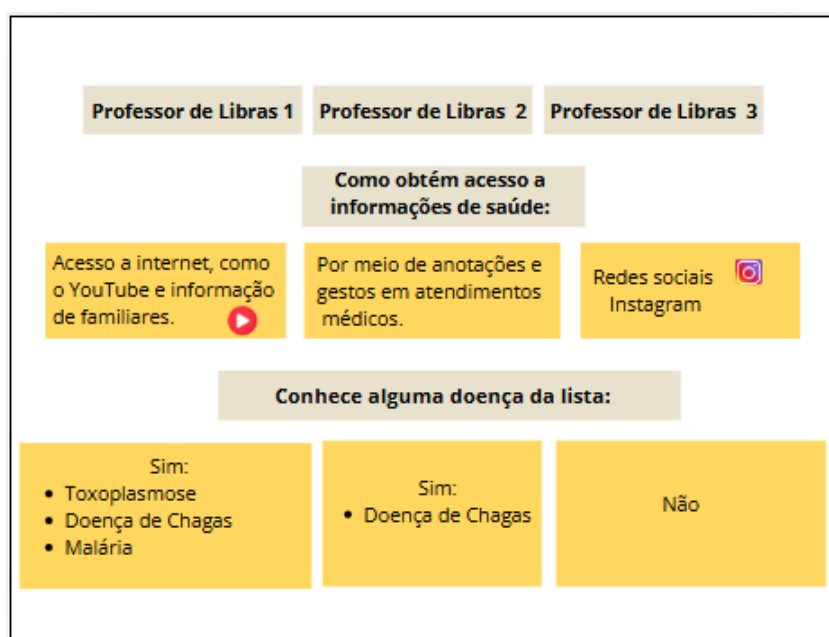 Professor de Libras 1
Professor de Libras 2
Professor de Libras 3
Como obtém acesso a
informações de saúde:
Acesso a internet, como
o YouTube e informação
de familiares.
Por meio de anotações e
gestos em atendimentos
médicos.
Redes sociais
Instagram
Conhece alguma doença da lista:
Sim:
• Toxoplasmose
• Doença de Chagas
• Malária
Sim:
• Doença de Chagas
Não